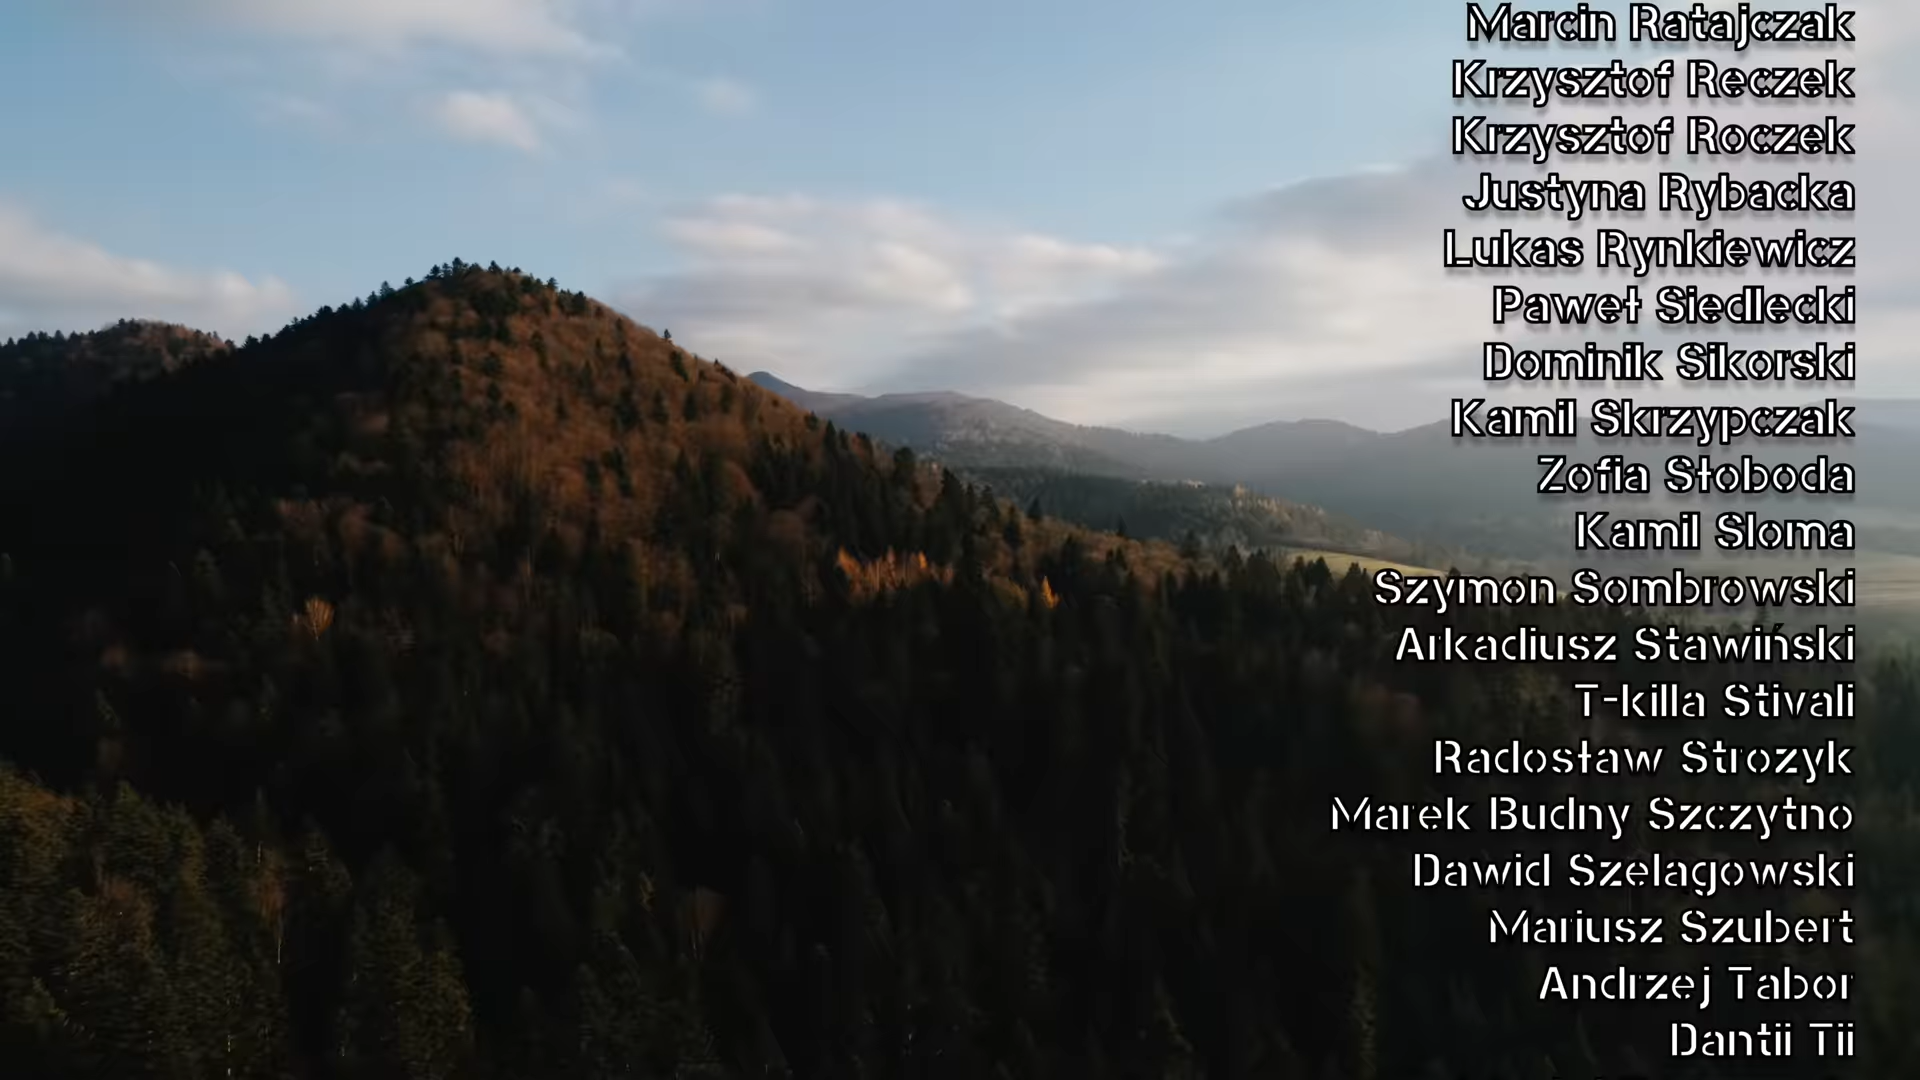 Marcin Ratajczak
Krzysztof Reczek
Krzysztof Roczek
Justyna Rybacka
Lukas Rynkiewicz
Paweł Siedlecki
Dominik Sikorski
Kamil Skrzypczak
Zofia Słoboda
Kamil Sloma
Szymon Sombrowski
Arkadiusz Stawiński
T-killa Stivali
Radosław Strozyk
Marek Budny Szczytno
Dawid Szelagowski
Mariusz Szubert
Andrzej Tabor
Dantii Tii